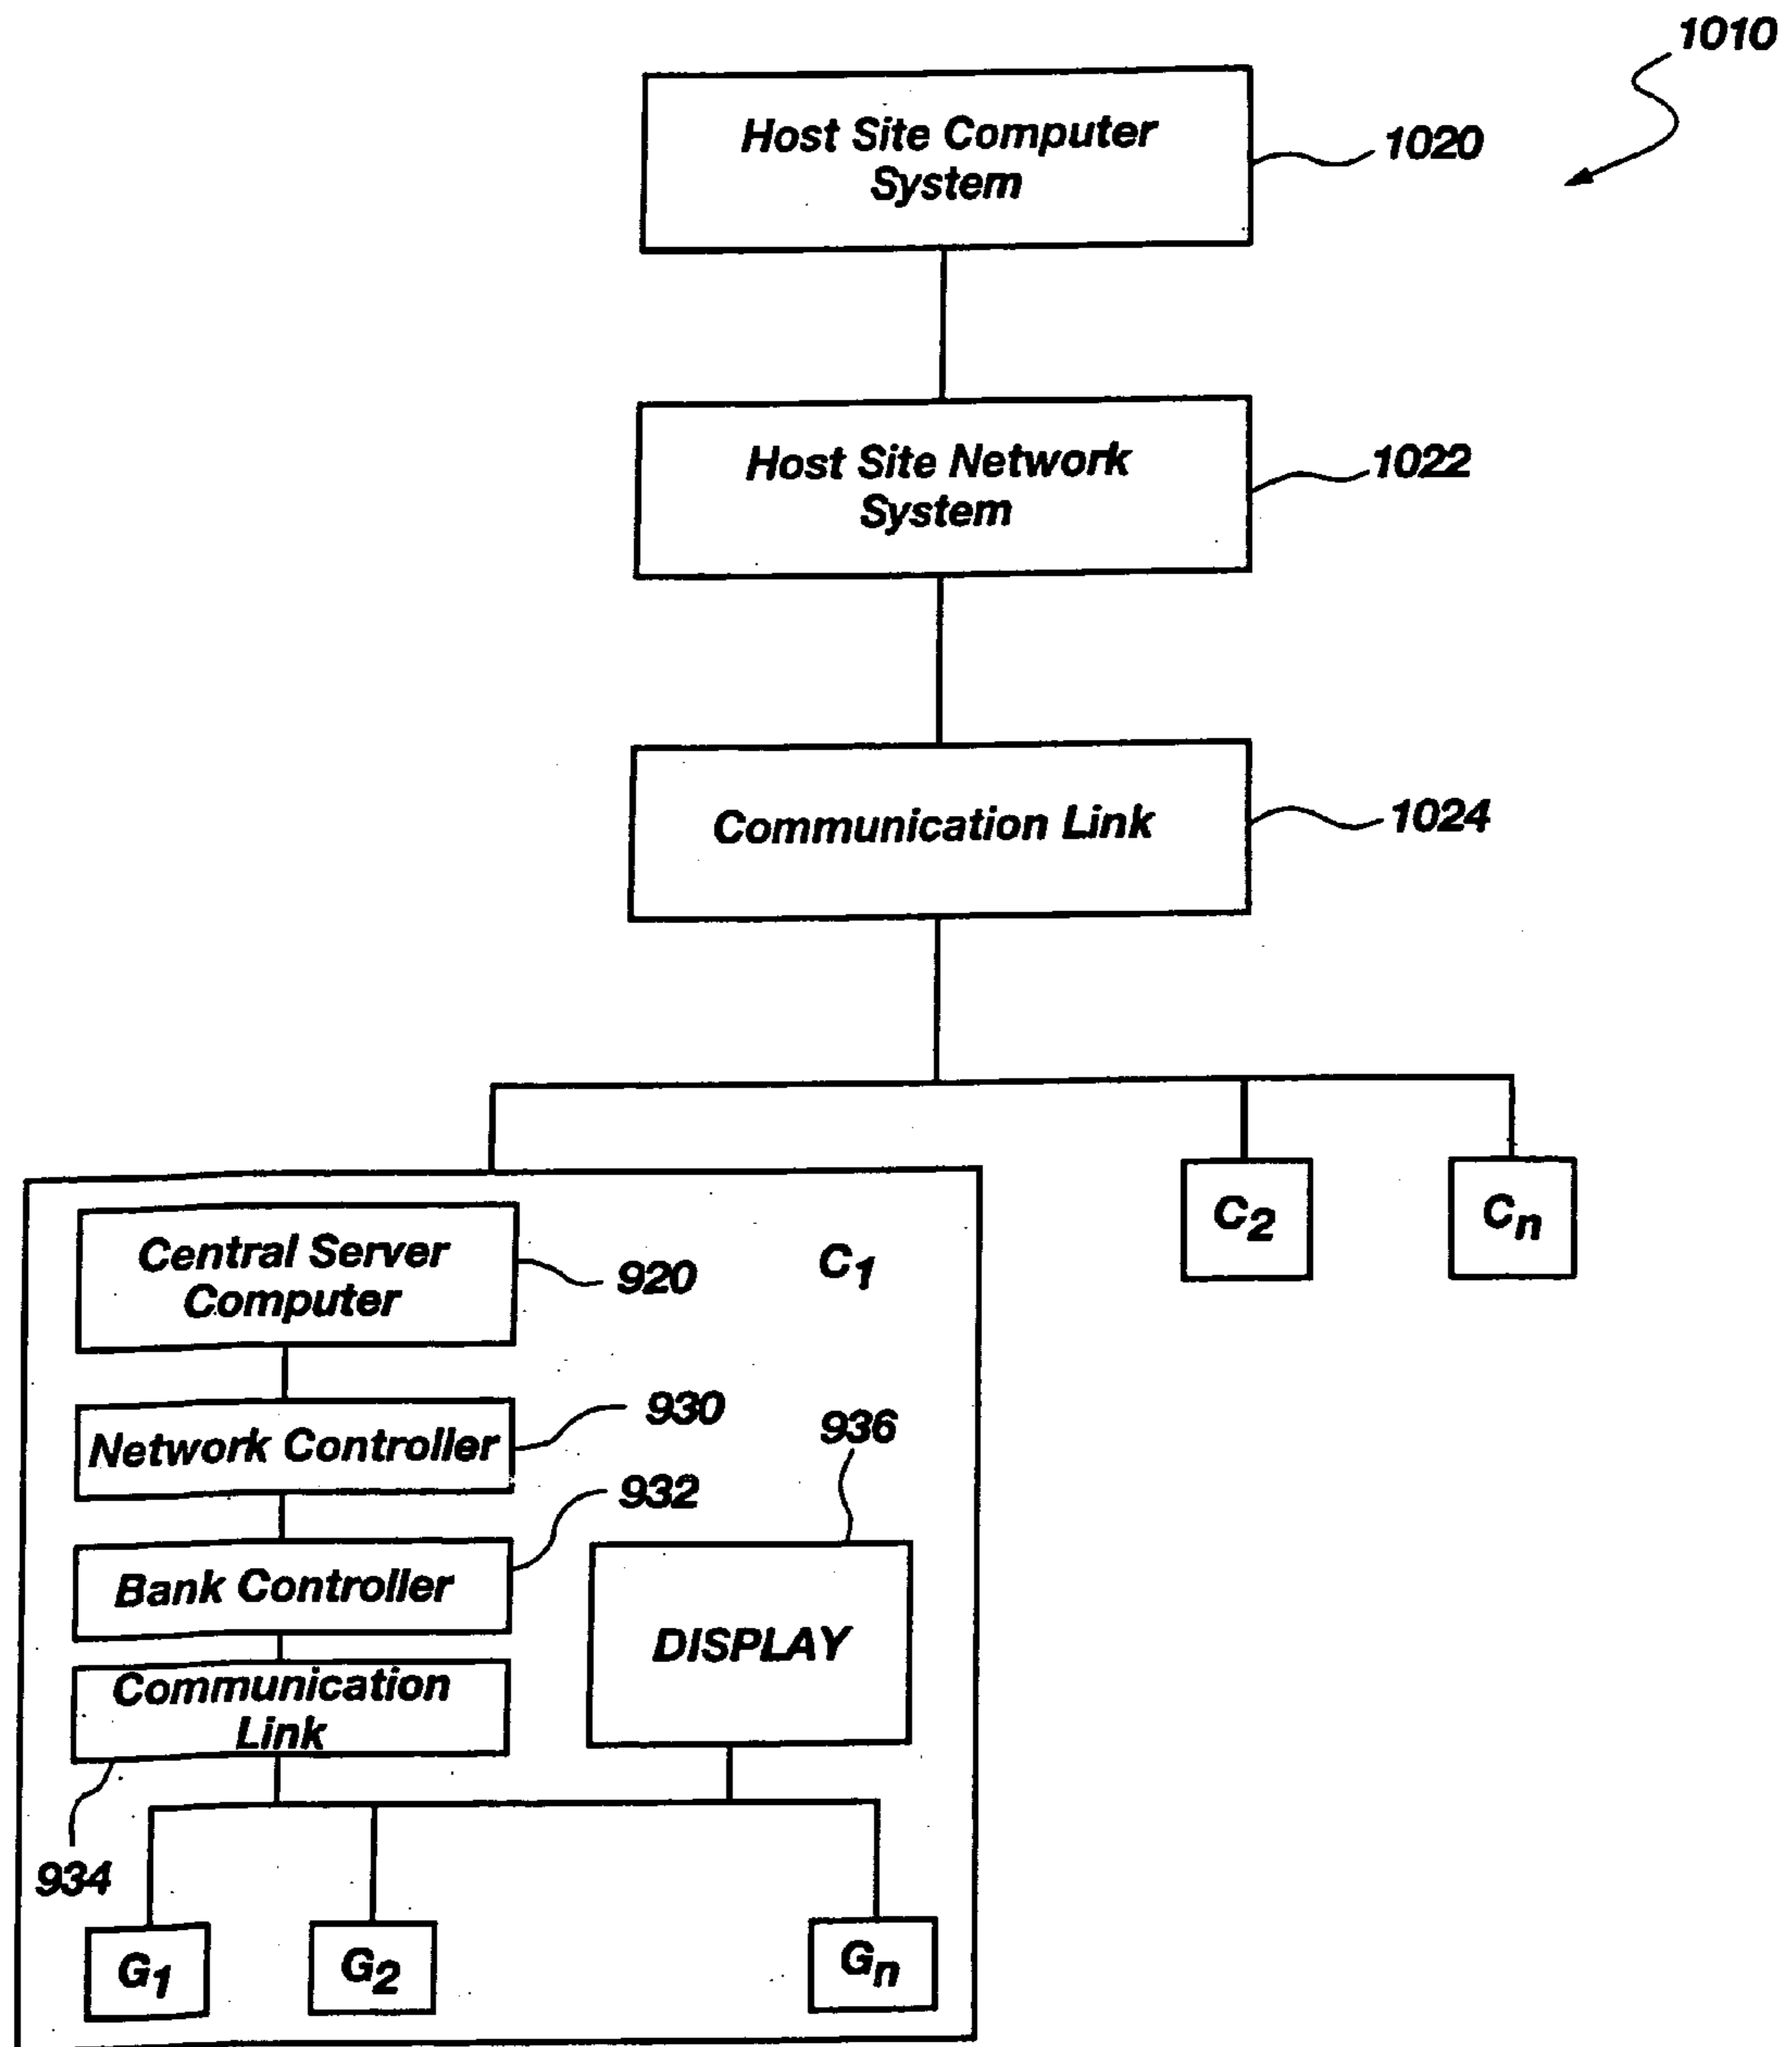 1010
Host Site Computer
System
1020
Host Site Network
System
1022
Communication Link
1024
Central Server
Computer
920
C1
C2
Cn
Network Controller
930
936
932
Bank Controller
DISPLAY
Communication
Link
934
G1
G2
Gn